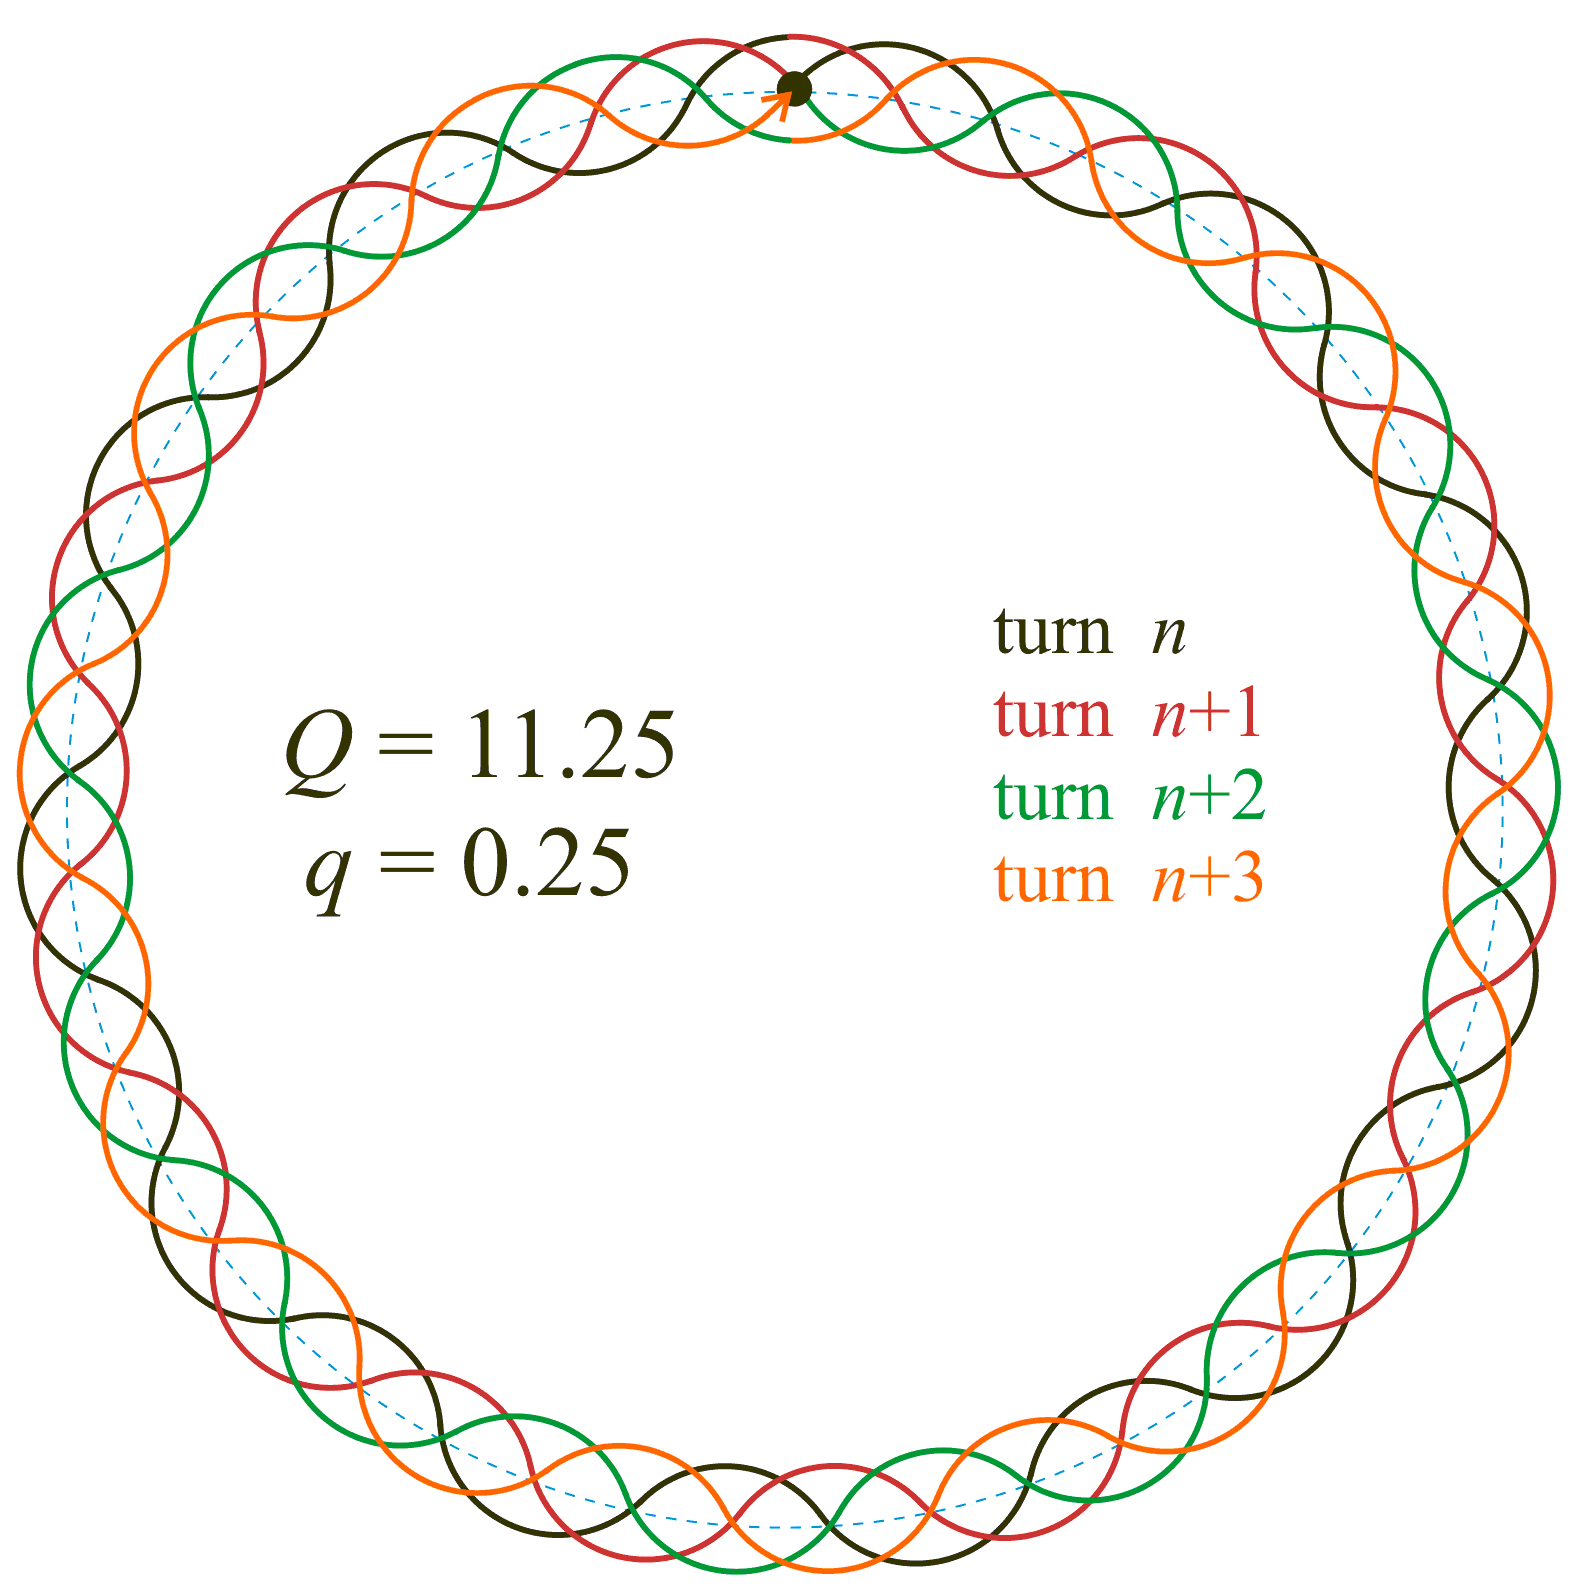 Q = 11.25
q = 0.25
turn n
turn n+1
turn n+2
turn n+3